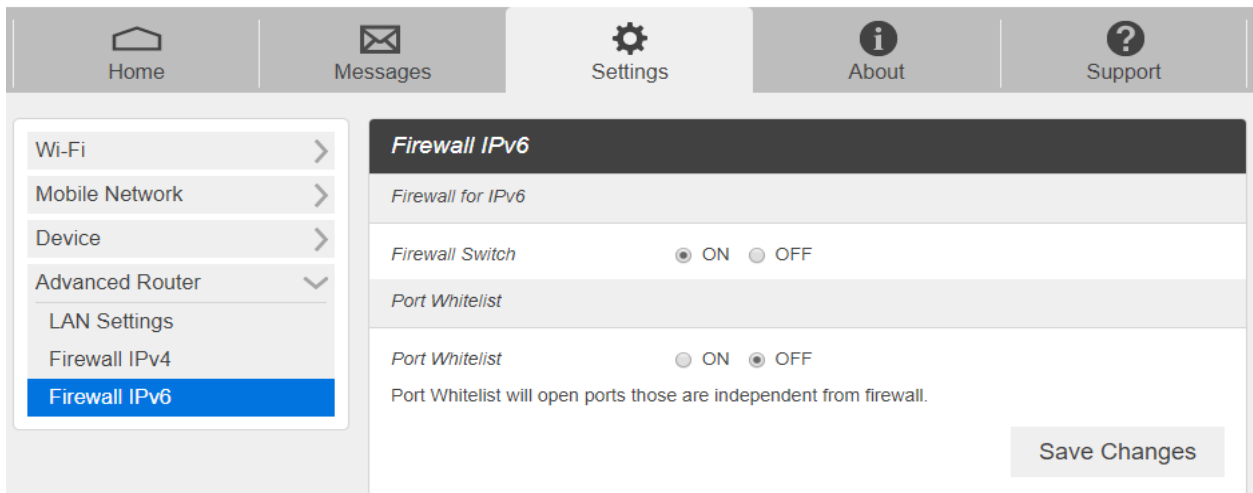 Home
Messages
Settings
About
Support
Wi-Fi
Mobile Network
Device
Advanced Router
LAN Settings
Firewall IPv4
Firewall IPv6
Firewall IPv6
Firewall for IPv6
Firewall Switch ON OFF
Port Whitelist
Port Whitelist ON OFF
Port Whitelist will open ports those are independent from firewall.
Save Changes